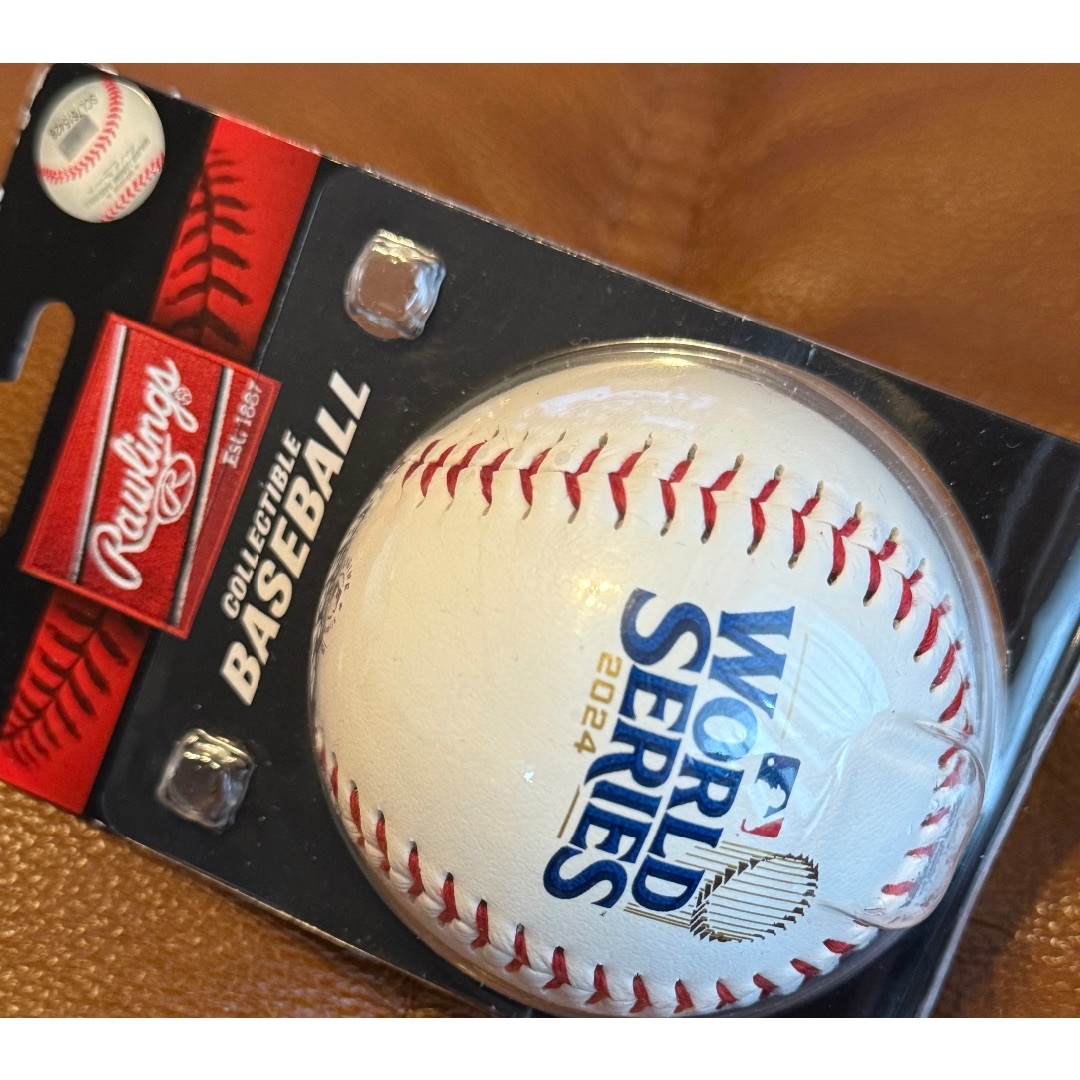 Rawlings®
R
Est. 1887
COLLECTIBLE
BASEBALL
WORLD
SERIES
2024